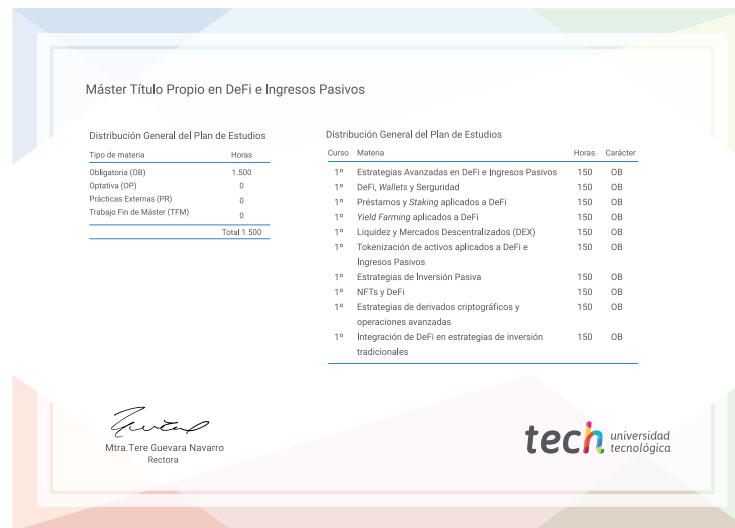 Máster Título Propio en DeFi e Ingresos Pasivos
Distribución General del Plan de Estudios
Tipo de materia Horas
Obligatoria (OB) 1.500
Optativa (OP) 0
Prácticas Externas (PR) 0
Trabajo Fin de Máster (TFM) 0
Total 1.500
Distribución General del Plan de Estudios
Curso Materia Horas Carácter
1º Estrategias Avanzadas en DeFi e Ingresos Pasivos 150 OB
1º DeFi, Wallets y Serguridad 150 OB
1º Préstamos y Staking aplicados a DeFi 150 OB
1º Yield Farming aplicados a DeFi 150 OB
1º Liquidez y Mercados Descentralizados (DEX) 150 OB
1º Tokenización de activos aplicados a DeFi e 150 OB
Ingresos Pasivos
1º Estrategias de Inversión Pasiva 150 OB
1º NFTs y DeFi 150 OB
1º Estrategias de derivados criptográficos y 150 OB
operaciones avanzadas
1º Integración de DeFi en estrategias de inversión 150 OB
tradicionales
Mtra.Tere Guevara Navarro
Rectora
tech universidad
tecnológica